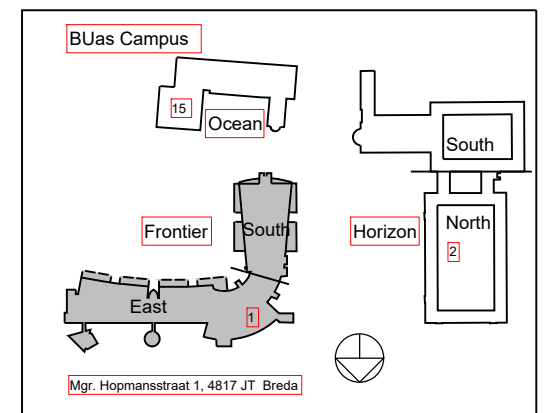 BUas Campus
15
Ocean
South
South
Frontier
Horizon
North
2
East
1
Mgr. Hopmansstraat 1, 4817 JT Breda